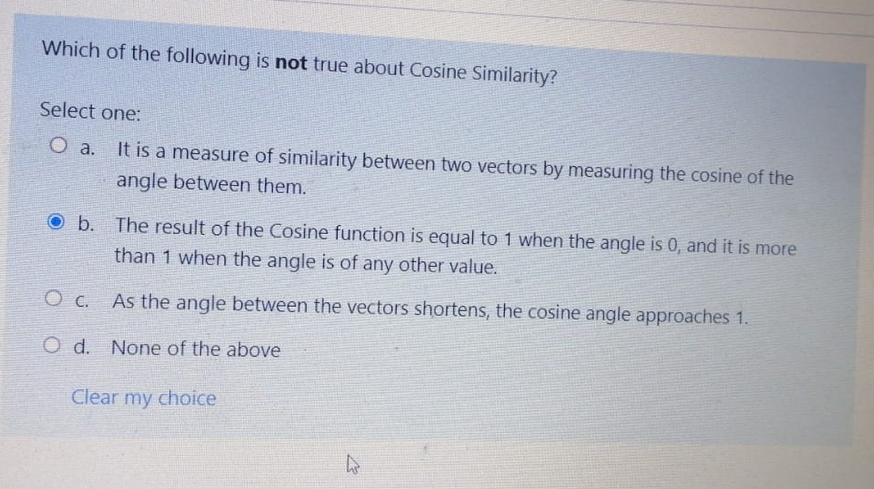 Which of the following is not true about Cosine Similarity?
Select one:
a. It is a measure of similarity between two vectors by measuring the cosine of the
angle between them.
b. The result of the Cosine function is equal to 1 when the angle is 0, and it is more
than 1 when the angle is of any other value.
c. As the angle between the vectors shortens, the cosine angle approaches 1.
d. None of the above
Clear my choice